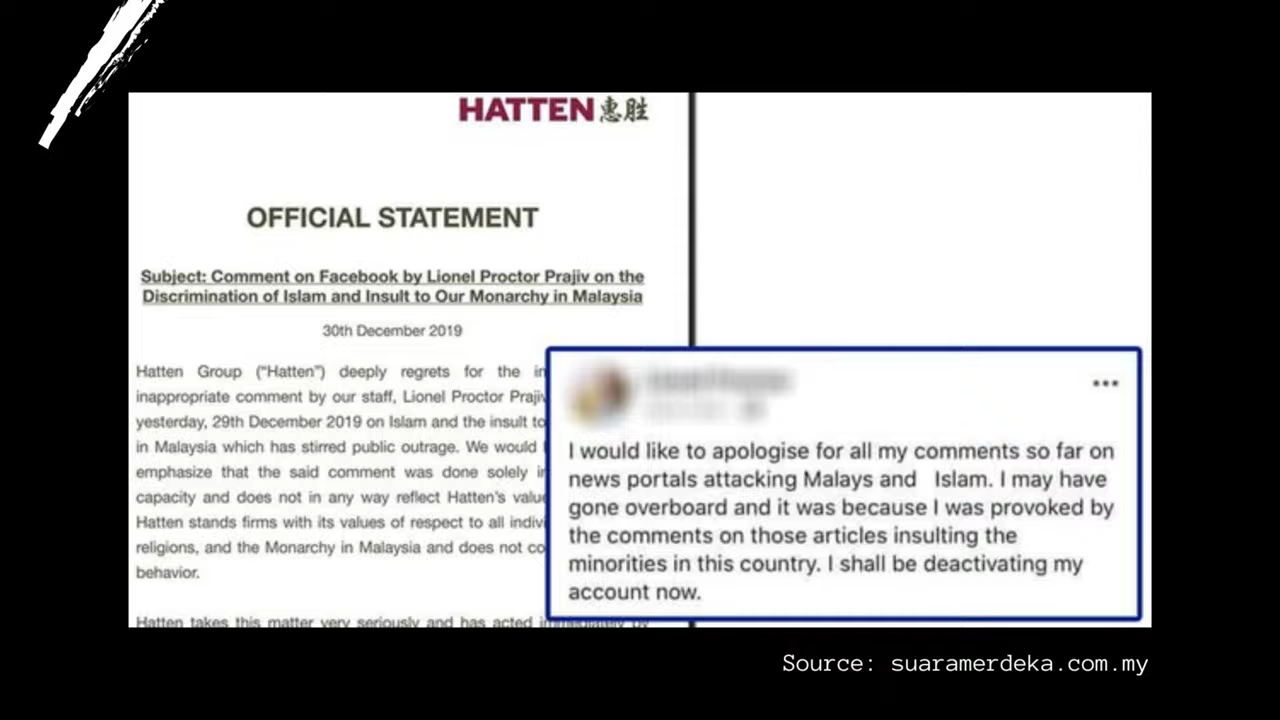 HATTEN 惠胜
OFFICIAL STATEMENT
Subject: Comment on Facebook by Lionel Proctor Prajiv on the
Discrimination of Islam and Insult to Our Monarchy in Malaysia
30th December 2019
Hatten Group (“Hatten”) deeply regrets for the
inappropriate comment by our staff, Lionel Proctor Prajiv
yesterday, 29th December 2019 on Islam and the insult to
in Malaysia which has stirred public outrage. We would
emphasize that the said comment was done solely
capacity and does not in any way reflect Hatten’s
Hatten stands firms with its values of respect to all
religions, and the Monarchy in Malaysia and does not
behavior.
Hatten takes this matter very seriously and has acted immediately by
I would like to apologise for all my comments so far on
news portals attacking Malays and Islam. I may have
gone overboard and it was because I was provoked by
the comments on those articles insulting the
minorities in this country. I shall be deactivating my
account now.
Source: suaramerdeka.com.my